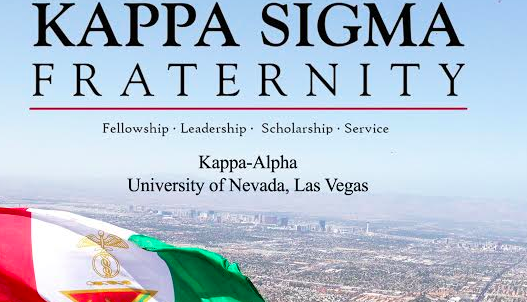 KAPPA SIGMA
FRATERNITY
Fellowship · Leadership · Scholarship · Service
Kappa-Alpha
University of Nevada, Las Vegas